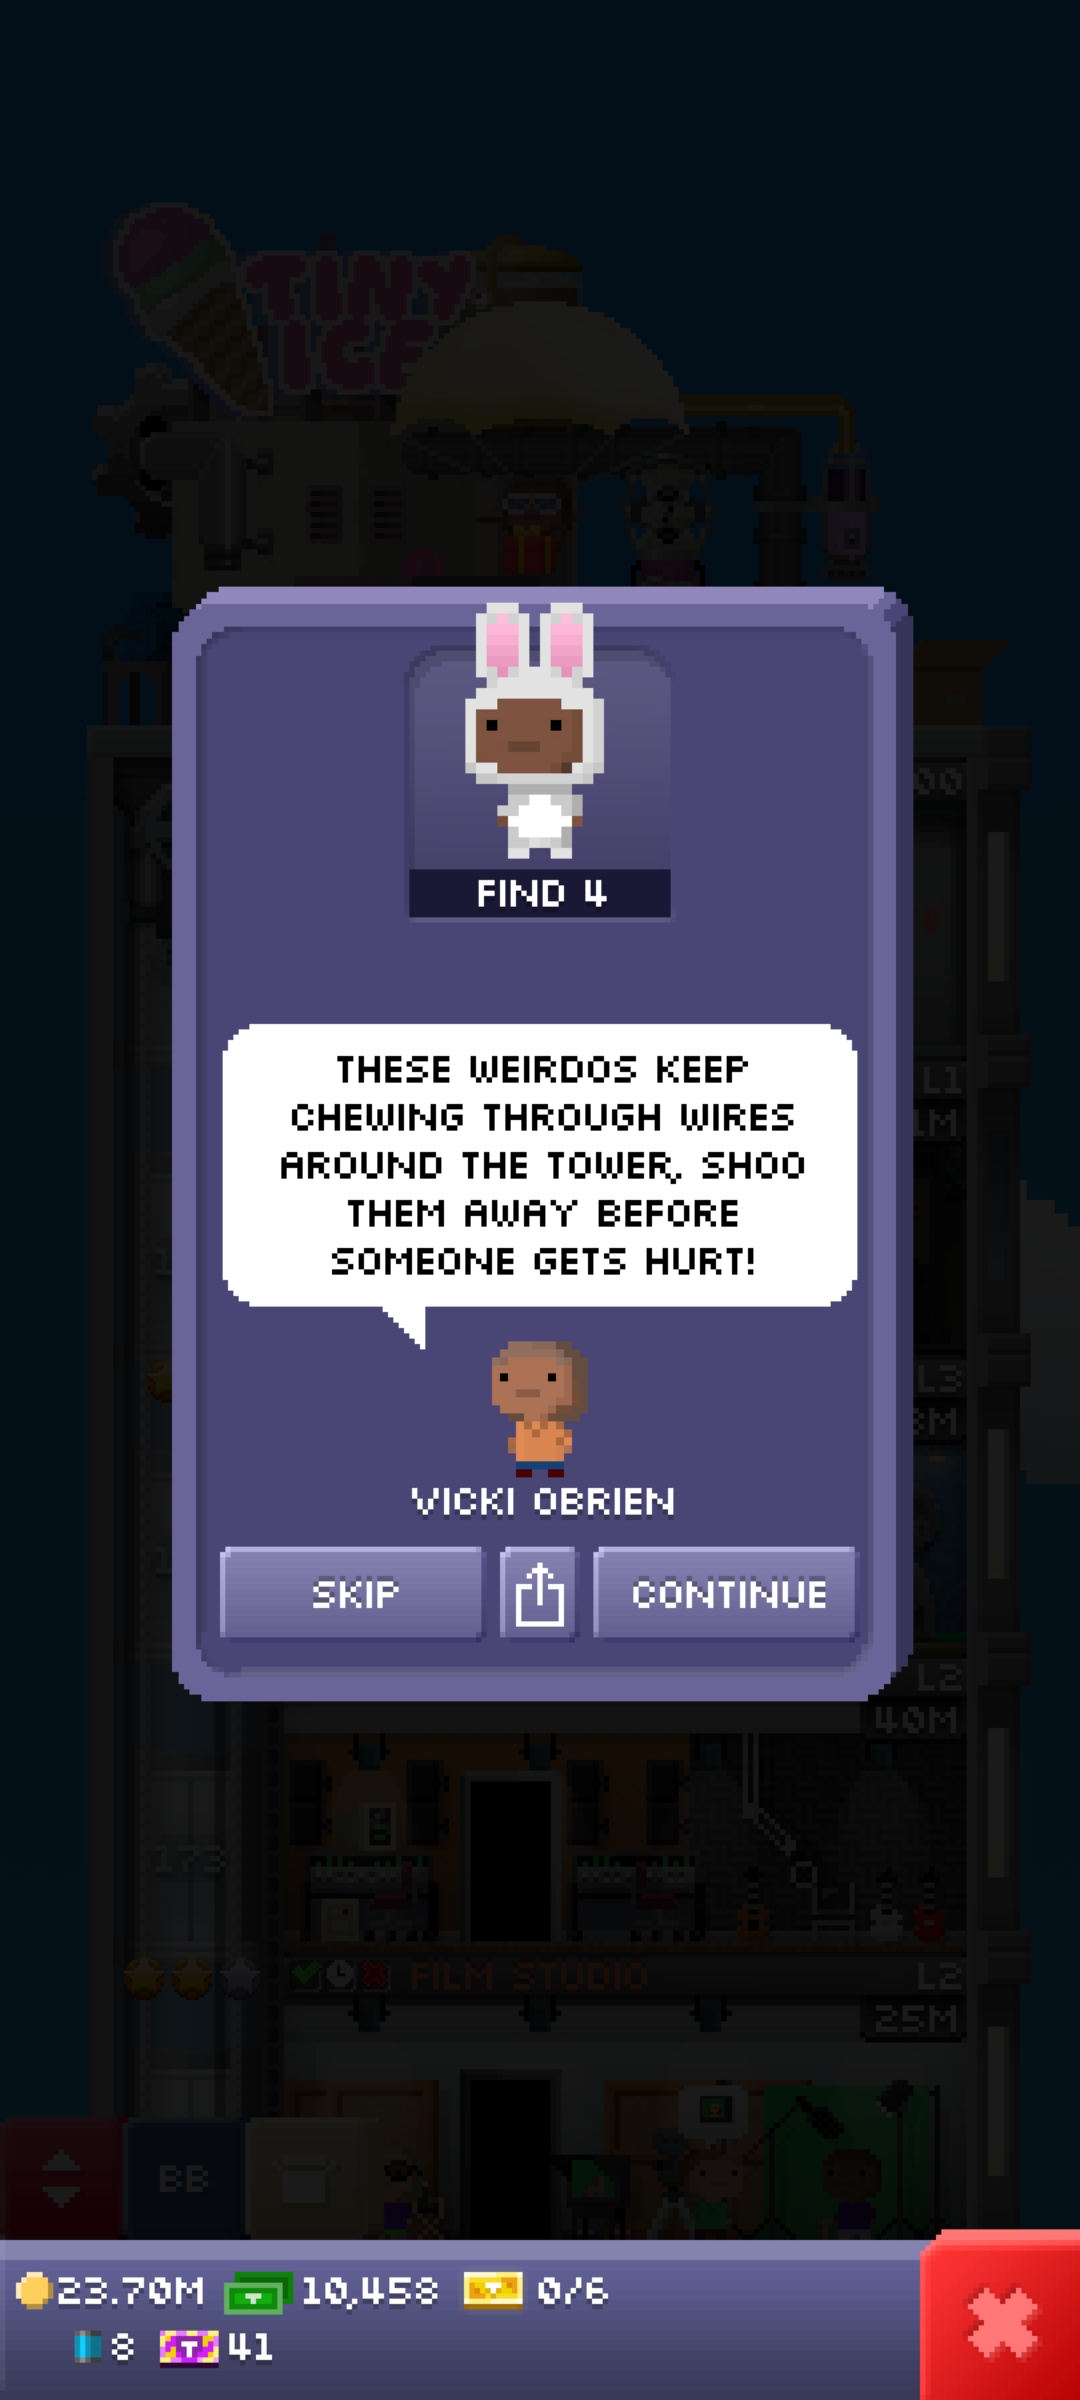 TINY
ICE
00
FIND 4
L1
1M
THESE WEIRDOS KEEP
CHEWING THROUGH WIRES
AROUND THE TOWER, SHOO
THEM AWAY BEFORE
SOMEONE GETS HURT!
L3
VICKI OBRIEN
SKIP
CONTINUE
L2
40M
173
FILM STUDIO
L2
25M
BB
23.70M
10,458
0/6
8
T 41